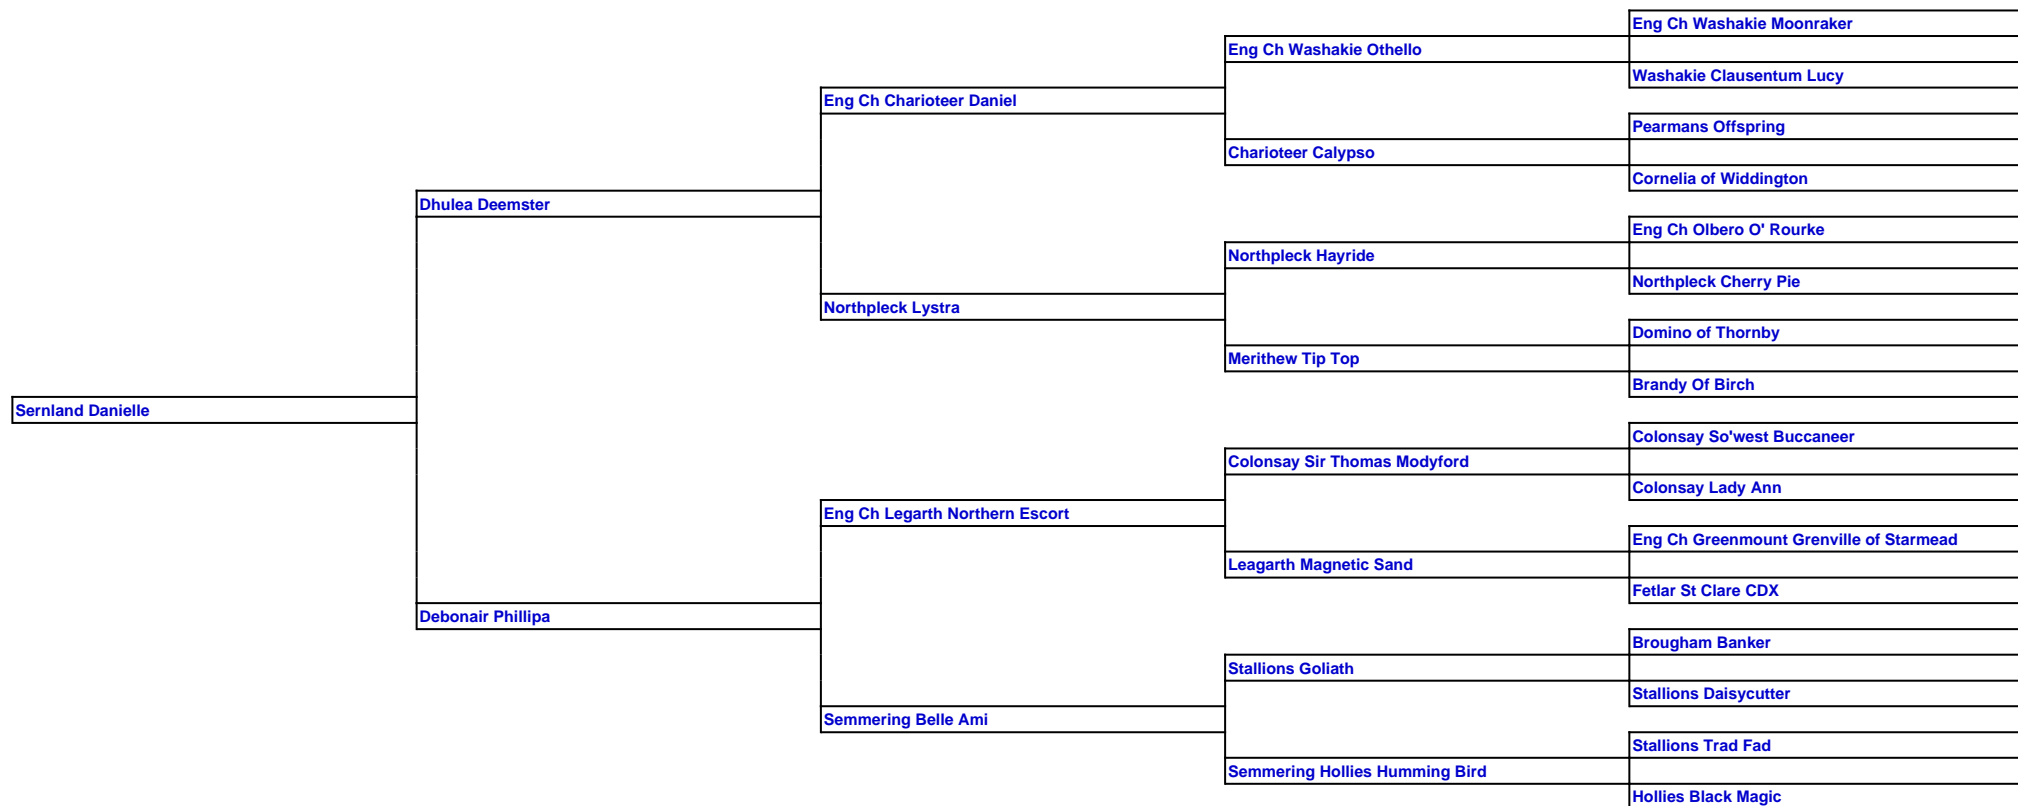 Eng Ch Washakie Moonraker
Eng Ch Washakie Othello
Washakie Clausentum Lucy
Eng Ch Charioteer Daniel
Pearmans Offspring
Charioteer Calypso
Cornelia of Widdington
Dhulea Deemster
Eng Ch Olbero O' Rourke
Northpleck Hayride
Northpleck Cherry Pie
Northpleck Lystra
Domino of Thornby
Merithew Tip Top
Brandy Of Birch
Sernland Danielle
Colonsay So'west Buccaneer
Colonsay Sir Thomas Modyford
Colonsay Lady Ann
Eng Ch Legarth Northern Escort
Eng Ch Greenmount Grenville of Starmead
Leagarth Magnetic Sand
Fetlar St Clare CDX
Debonair Phillipa
Brougham Banker
Stallions Goliath
Stallions Daisycutter
Semmering Belle Ami
Stallions Trad Fad
Semmering Hollies Humming Bird
Hollies Black Magic